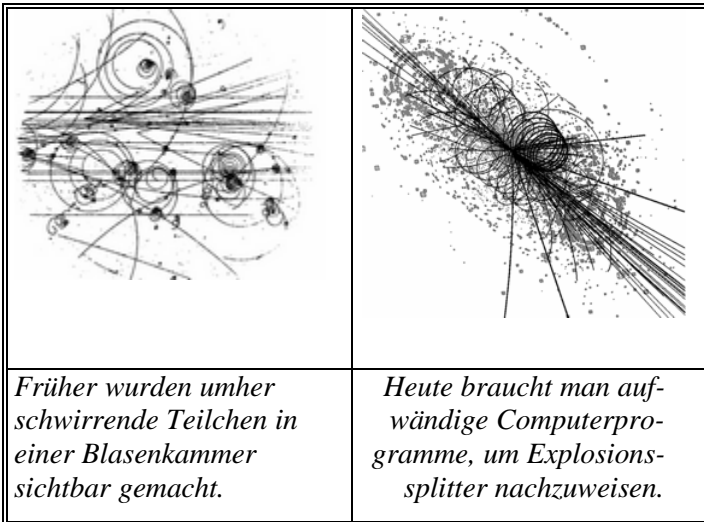 Früher wurden umher
schwirrende Teilchen in
einer Blasenkammer
sichtbar gemacht.
Heute braucht man auf-
wändige Computerpro-
gramme, um Explosions-
splitter nachzuweisen.